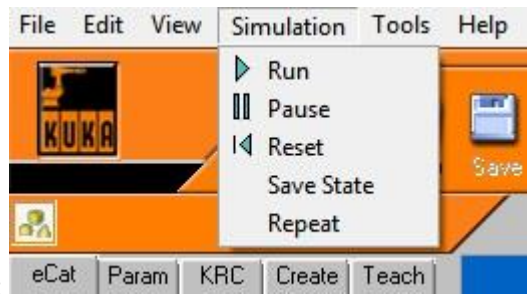 File Edit View Simulation Tools Help
Run
Pause
Reset
Save State
Repeat
KUKA
Save
eCat Param KRC Create Teach